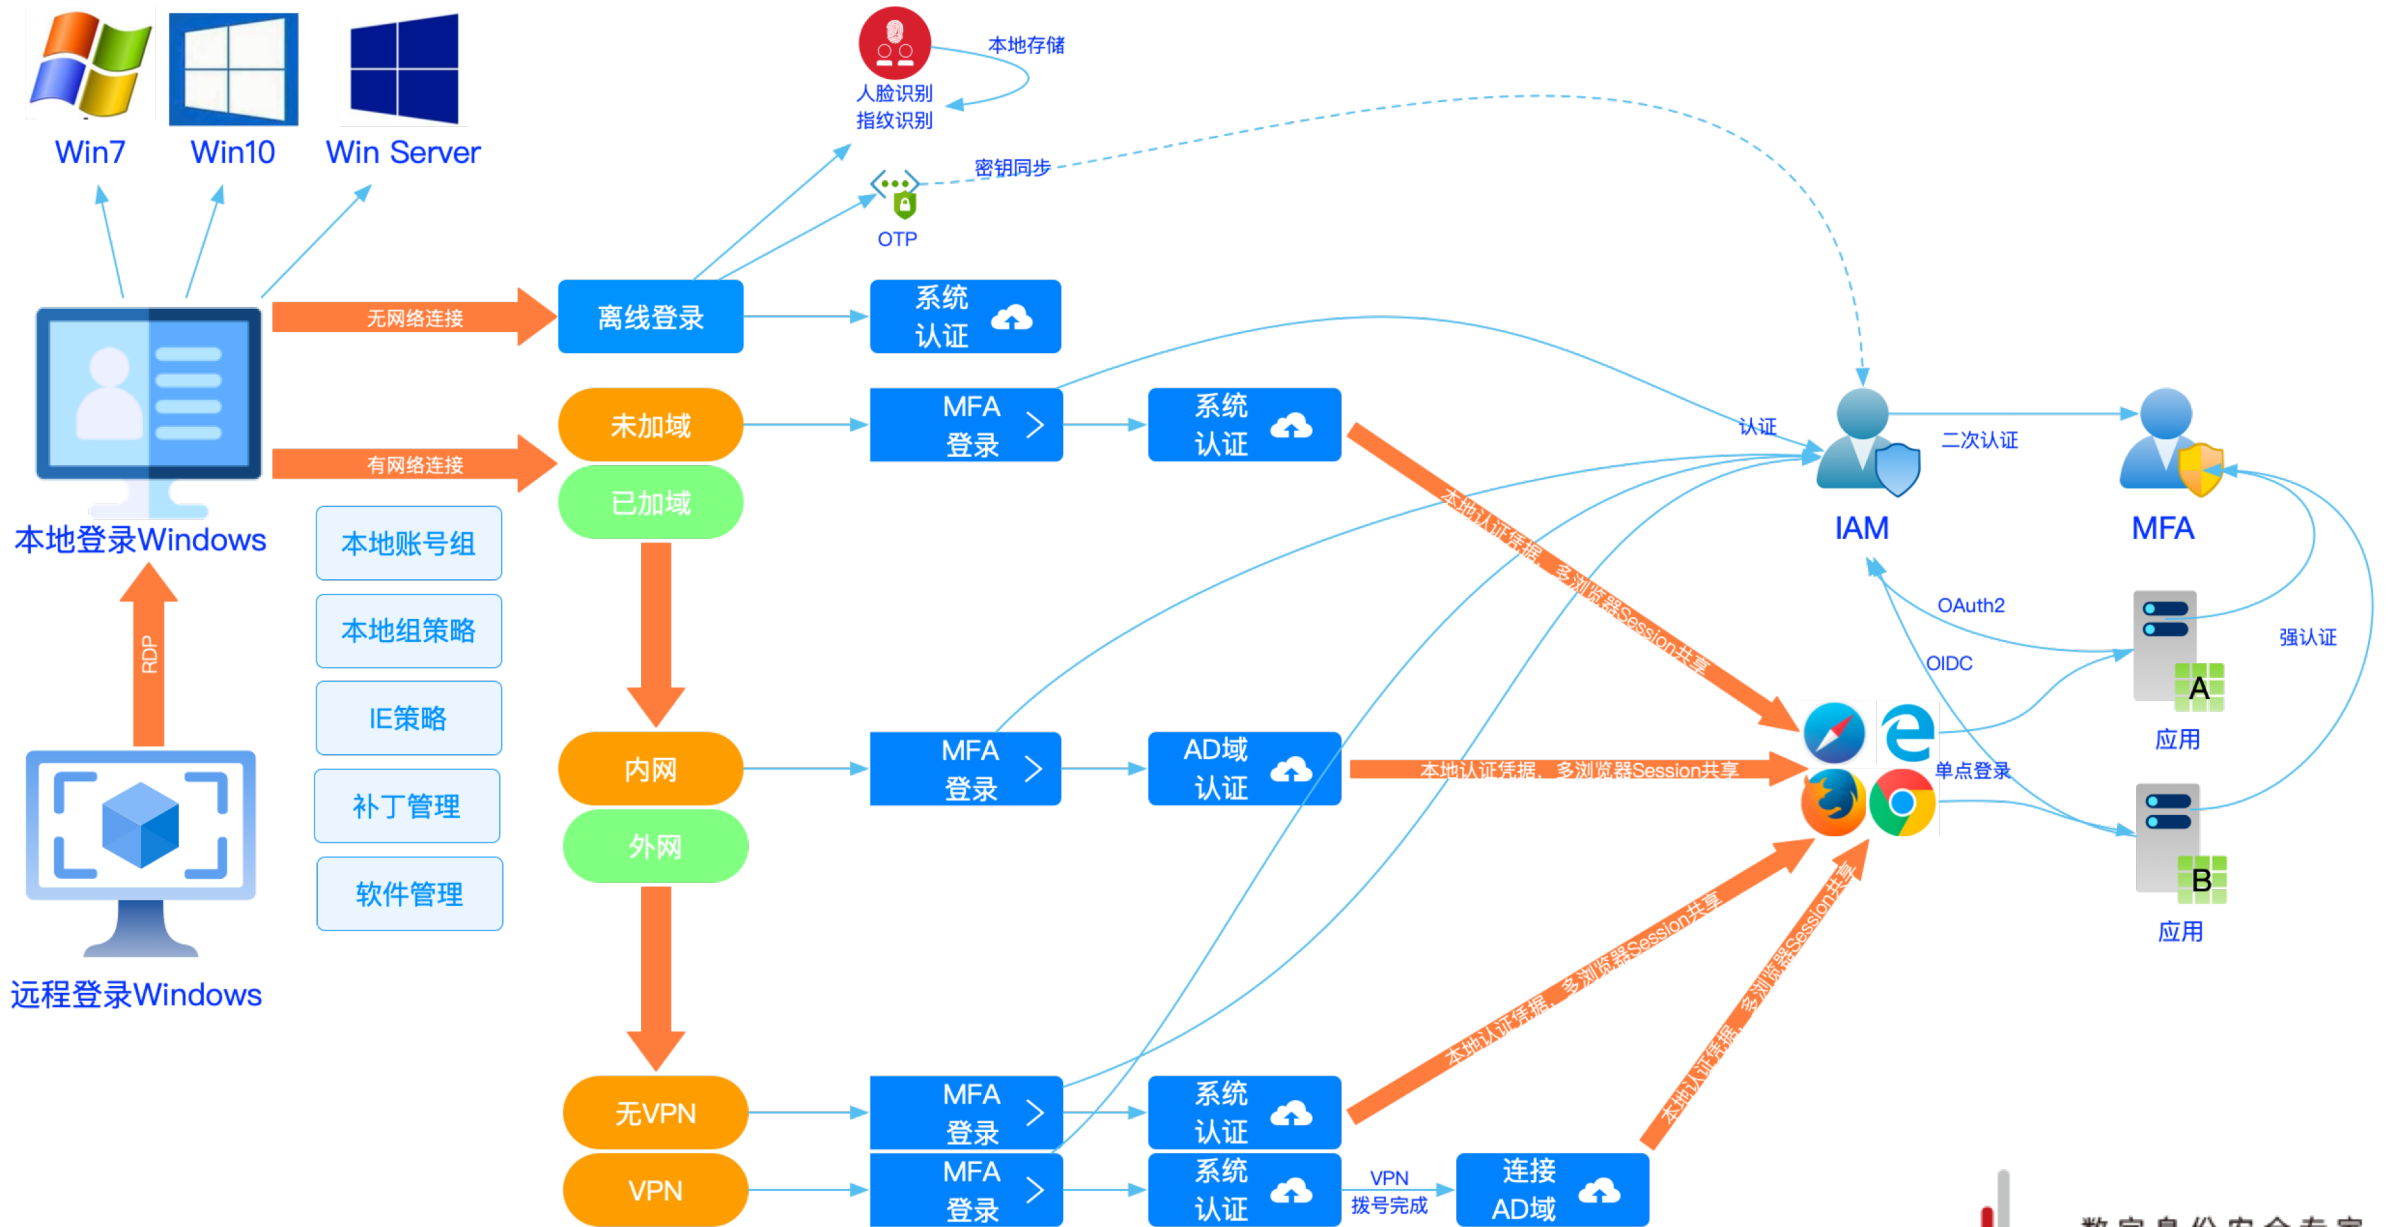 Win7
Win10
Win Server
本地存储
人脸识别
指纹识别
密钥同步
OTP
无网络连接
离线登录
系统
认证
未加域
MFA
登录
系统
认证
认证
二次认证
有网络连接
已加域
本地登录Windows
本地账号组
本地组策略
IE策略
补丁管理
软件管理
RDP
远程登录Windows
本地认证凭据，多浏览器Session共享
IAM
MFA
OAuth2
OIDC
强认证
A
应用
单点登录
B
应用
内网
MFA
登录
AD域
认证
本地认证凭据，多浏览器Session共享
外网
本地认证凭据，多浏览器Session共享
本地认证凭据，多浏览器Session共享
无VPN
MFA
登录
系统
认证
VPN
MFA
登录
系统
认证
VPN
拨号完成
连接
AD域
数字身份安全专家